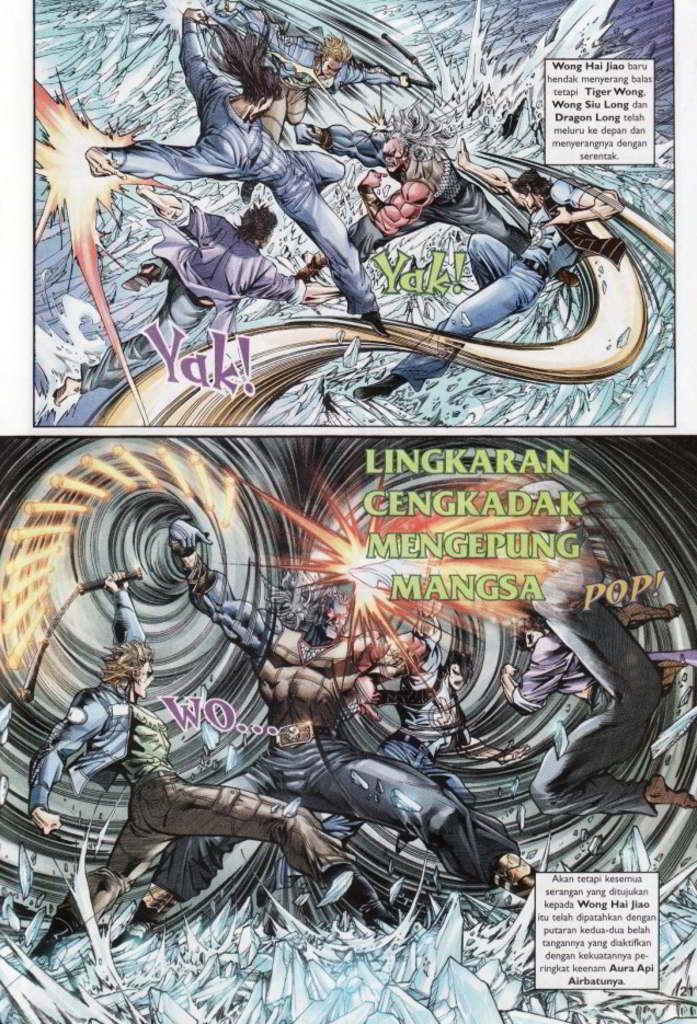 Wong Hai Jiao baru
hendak menyerang balas
tetapi Tiger Wong,
Wong Siu Long dan
Dragon Long telah
meluru ke depan dan
menyerangnya dengan
serentak.
Yak!
Yak!
LINGKARAN
CENGKADAK
MENGEPUNG
MANGSA
POP!
WO...
Akan tetapi kesemua
serangan yang ditujukan
kepada Wong Hai Jiao
itu telah dipatahkan dengan
putaran kedua-dua belah
tangannya yang diaktifkan
dengan kekuatannya pe-
ringkat keenam Aura Api
Airbatunya.
21